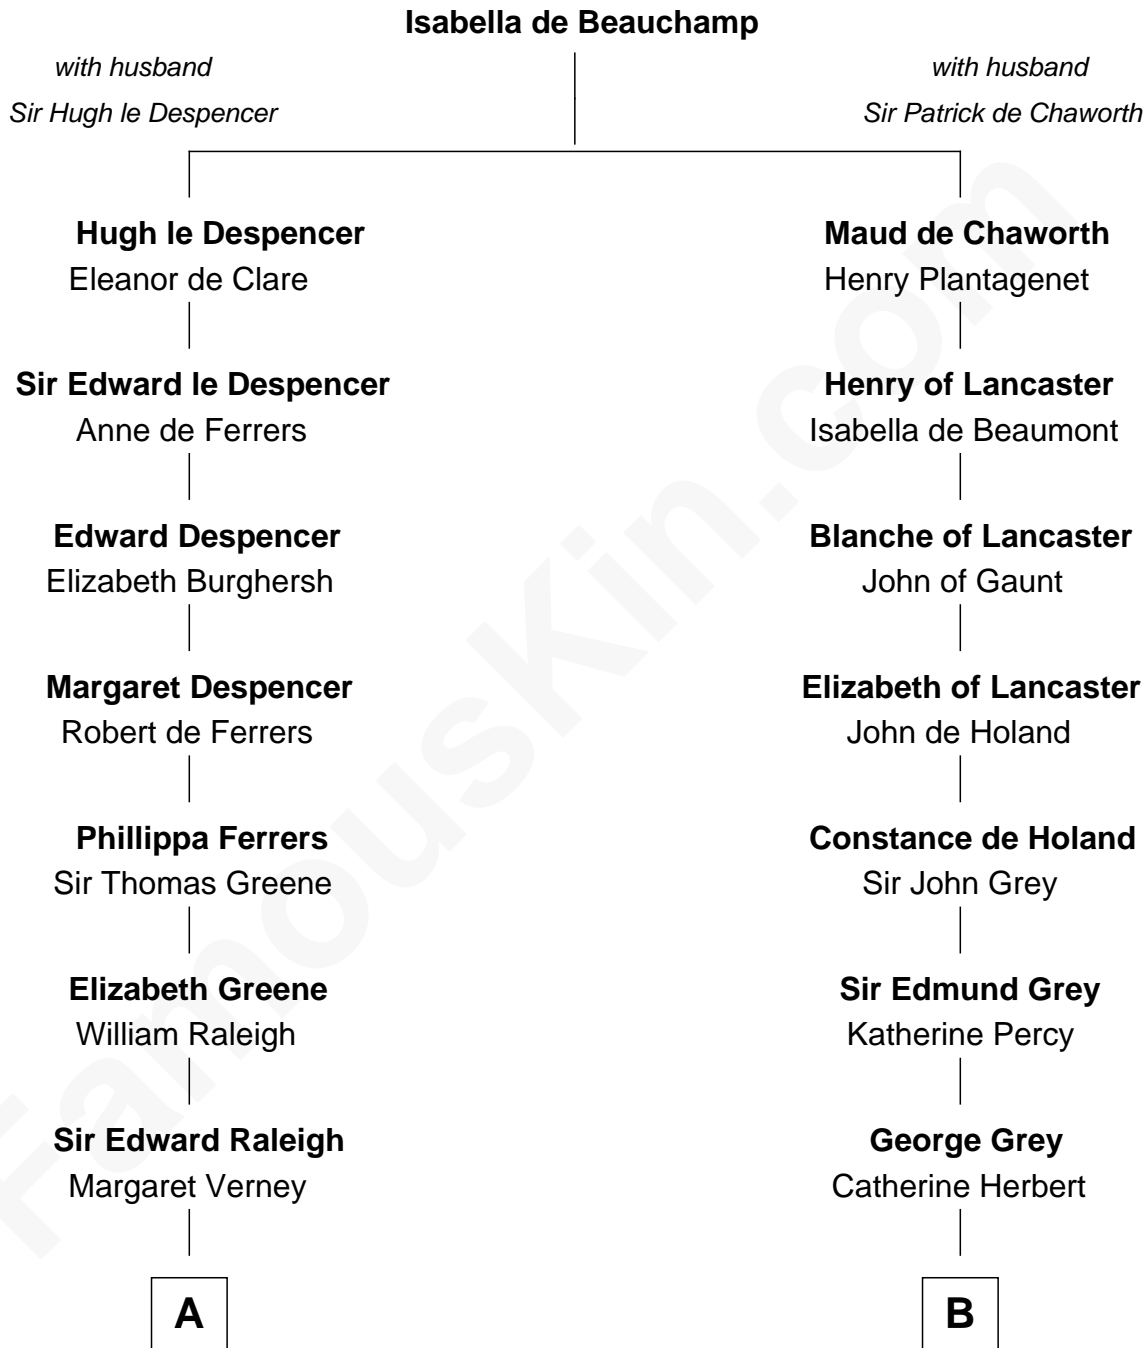 Isabella de Beauchamp
with husband
Sir Hugh le Despencer
with husband
Sir Patrick de Chaworth
Hugh le Despencer
Eleanor de Clare
Maud de Chaworth
Henry Plantagenet
Sir Edward le Despencer
Anne de Ferrers
Henry of Lancaster
Isabella de Beaumont
Edward Despencer
Elizabeth Burghersh
Blanche of Lancaster
John of Gaunt
Margaret Despencer
Robert de Ferrers
Elizabeth of Lancaster
John de Holand
Phillippa Ferrers
Sir Thomas Greene
Constance de Holand
Sir John Grey
Elizabeth Greene
William Raleigh
Sir Edmund Grey
Katherine Percy
Sir Edward Raleigh
Margaret Verney
George Grey
Catherine Herbert
A
B
FamousKin.com